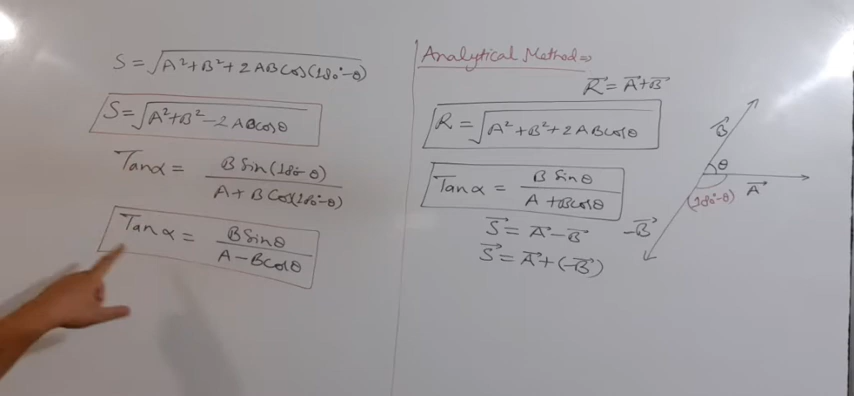 S = √A²+B²+2ABCos(180°-θ)
S = √A²+B²-2ABcosθ
Tanα = B Sin(180-θ) / A+BCos(180°-θ)
Tanα = BSinθ / A-Bcosθ
Analytical Method ⇒
R⃗ = A⃗+B⃗
R = √A²+B²+2ABCosθ
Tanα = B Sinθ / A+Bcosθ
S⃗ = A⃗-B⃗
S⃗ = A⃗+(-B⃗)
B⃗
θ
A⃗
(180°-θ)
-B⃗